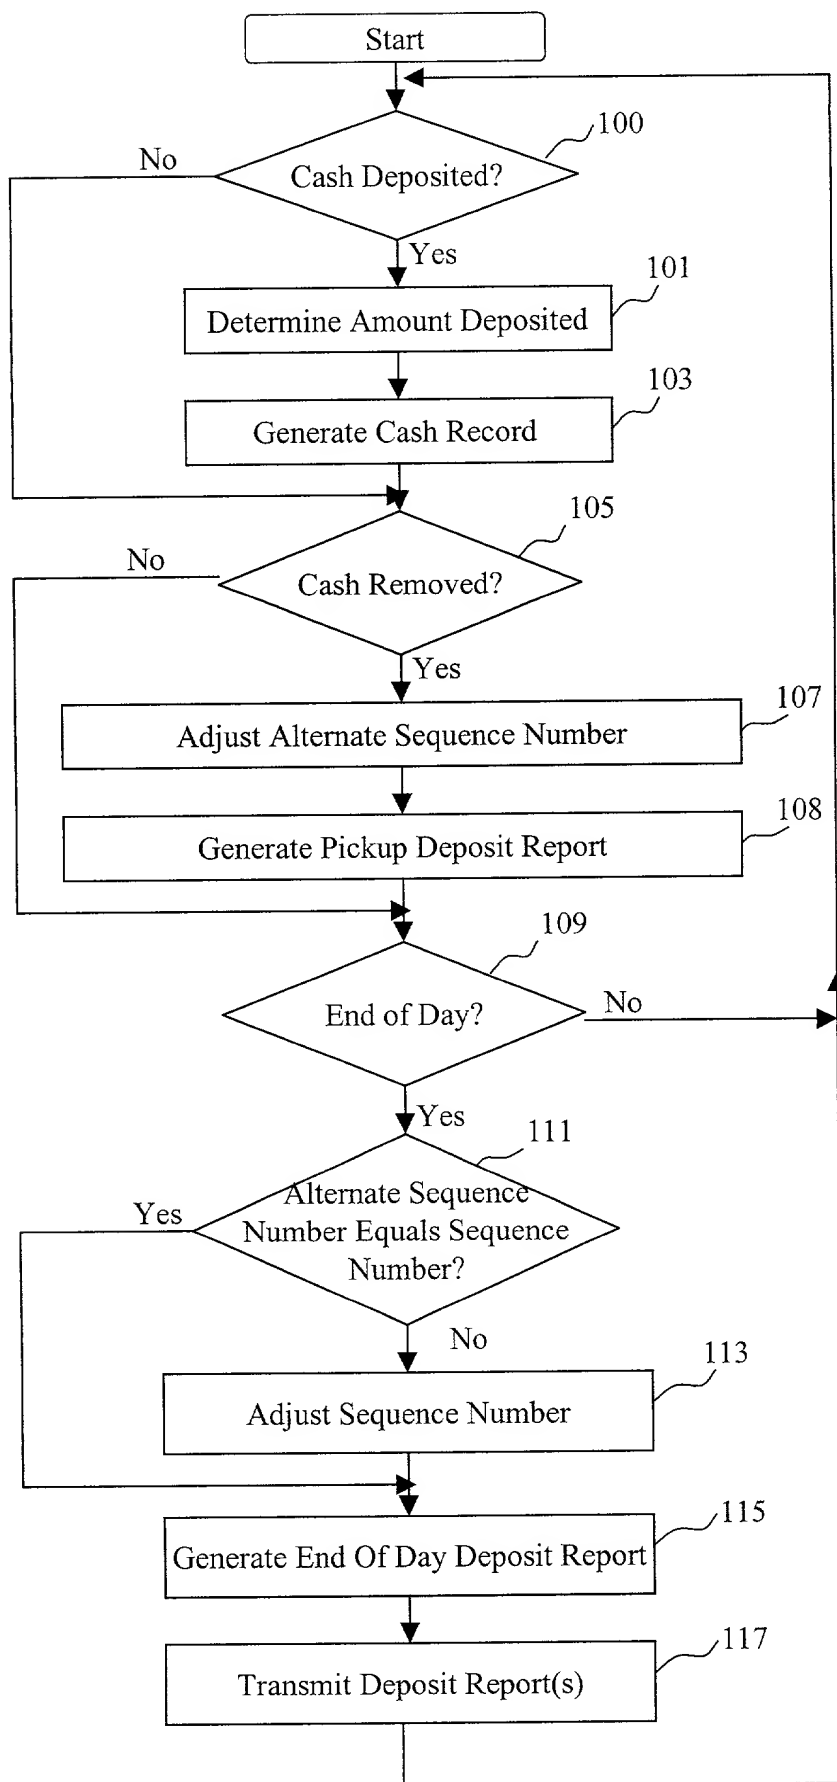 Start
100
No
Cash Deposited?
Yes
101
Determine Amount Deposited
103
Generate Cash Record
105
No
Cash Removed?
Yes
107
Adjust Alternate Sequence Number
108
Generate Pickup Deposit Report
109
End of Day?
No
Yes
111
Yes
Alternate Sequence
Number Equals Sequence
Number?
No
113
Adjust Sequence Number
115
Generate End Of Day Deposit Report
117
Transmit Deposit Report(s)